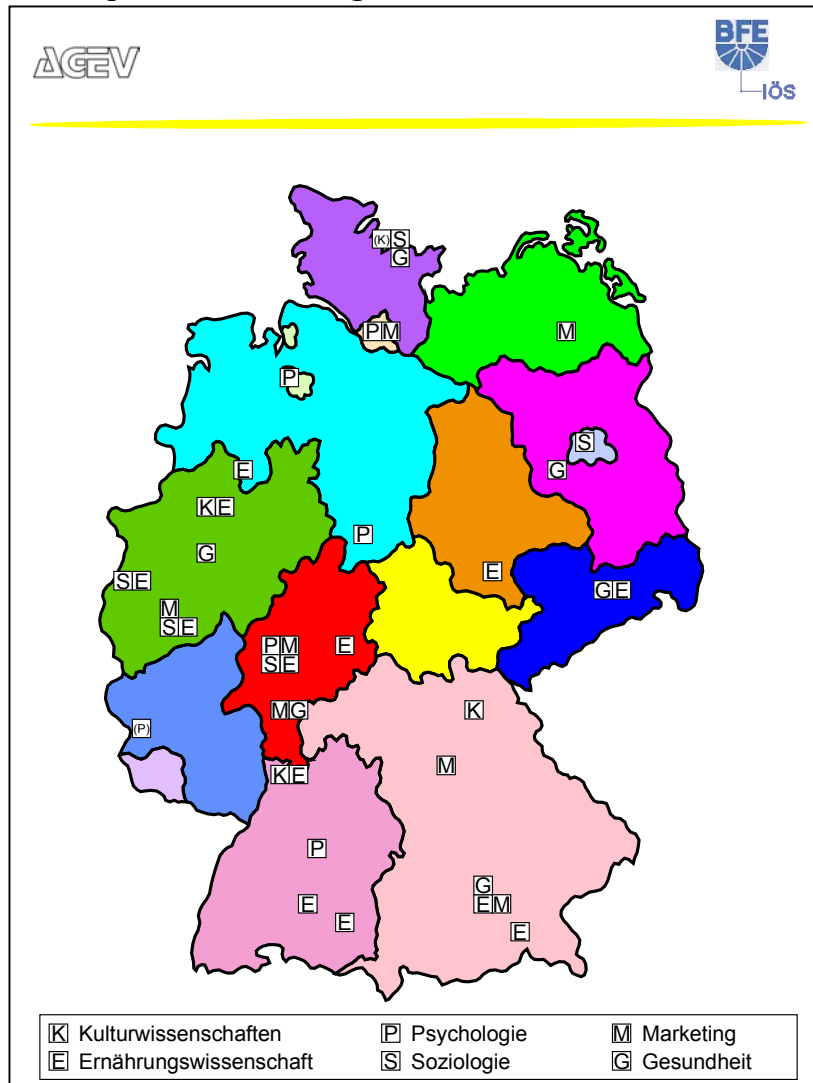 AGEV
BFE
IÖS
(K) S
G
P M
M
P
S
E
G
K E
P
G
E
S E
G E
M
S E
P M
E
S E
M G
K
(P)
M
K E
P
G
E
E M
E
E
K Kulturwissenschaften P Psychologie M Marketing
E Ernährungswissenschaft S Soziologie G Gesundheit